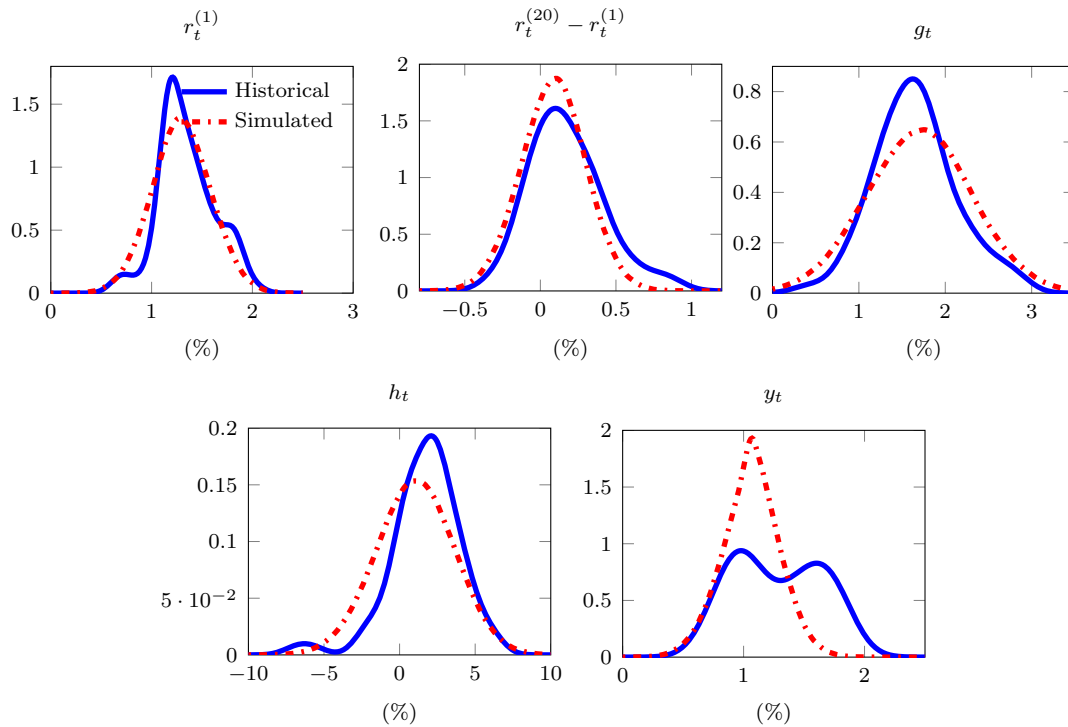 r_t^{(1)}
1.5
1
0.5
0
0 1 2 3
(%)
Historical
Simulated
r_t^{(20)} − r_t^{(1)}
2
1.5
1
0.5
0
−0.5 0 0.5 1
(%)
g_t
0.8
0.6
0.4
0.2
0
0 1 2 3
(%)
h_t
0.2
0.15
0.1
5 · 10^{−2}
0
−10 −5 0 5 10
(%)
y_t
2
1.5
1
0.5
0
0 1 2
(%)